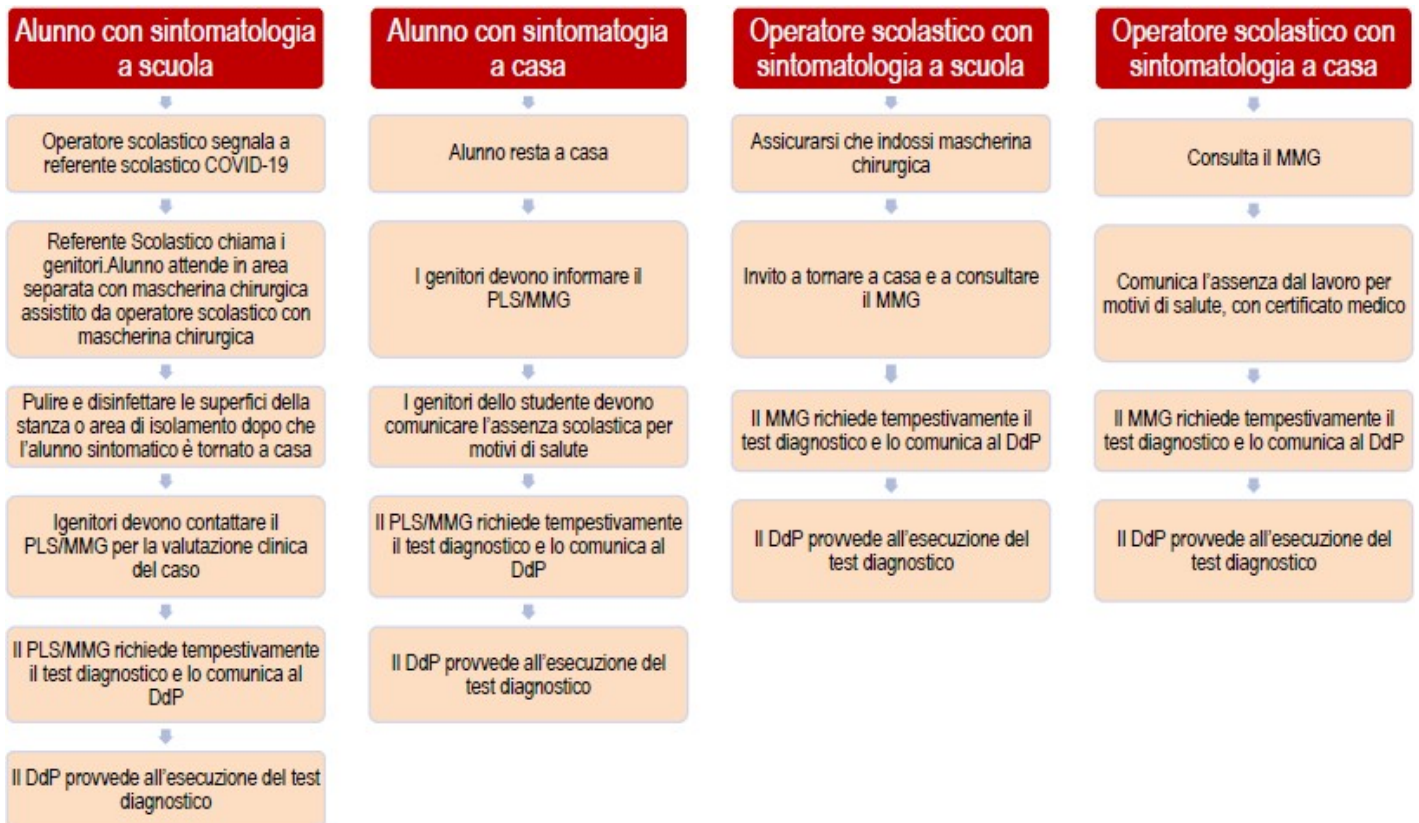 Alunno con sintomatologia
a scuola
Operatore scolastico segnala a
referente scolastico COVID-19
Referente Scolastico chiama i
genitori.Alunno attende in area
separata con mascherina chirurgica
assistito da operatore scolastico con
mascherina chirurgica
Pulire e disinfettare le superfici della
stanza o area di isolamento dopo che
l'alunno sintomatico è tornato a casa
Igenitori devono contattare il
PLS/MMG per la valutazione clinica
del caso
Il PLS/MMG richiede tempestivamente
il test diagnostico e lo comunica al
DdP
Il DdP provvede all'esecuzione del test
diagnostico
Alunno con sintomatogia
a casa
Alunno resta a casa
I genitori devono informare il
PLS/MMG
I genitori dello studente devono
comunicare l'assenza scolastica per
motivi di salute
Il PLS/MMG richiede tempestivamente
il test diagnostico e lo comunica al
DdP
Il DdP provvede all'esecuzione del
test diagnostico
Operatore scolastico con
sintomatologia a scuola
Assicurarsi che indossi mascherina
chirurgica
Invito a tornare a casa e a consultare
il MMG
Il MMG richiede tempestivamente il
test diagnostico e lo comunica al DdP
Il DdP provvede all'esecuzione del
test diagnostico
Operatore scolastico con
sintomatologia a casa
Consulta il MMG
Comunica l'assenza dal lavoro per
motivi di salute, con certificato medico
Il MMG richiede tempestivamente il
test diagnostico e lo comunica al DdP
Il DdP provvede all'esecuzione del
test diagnostico